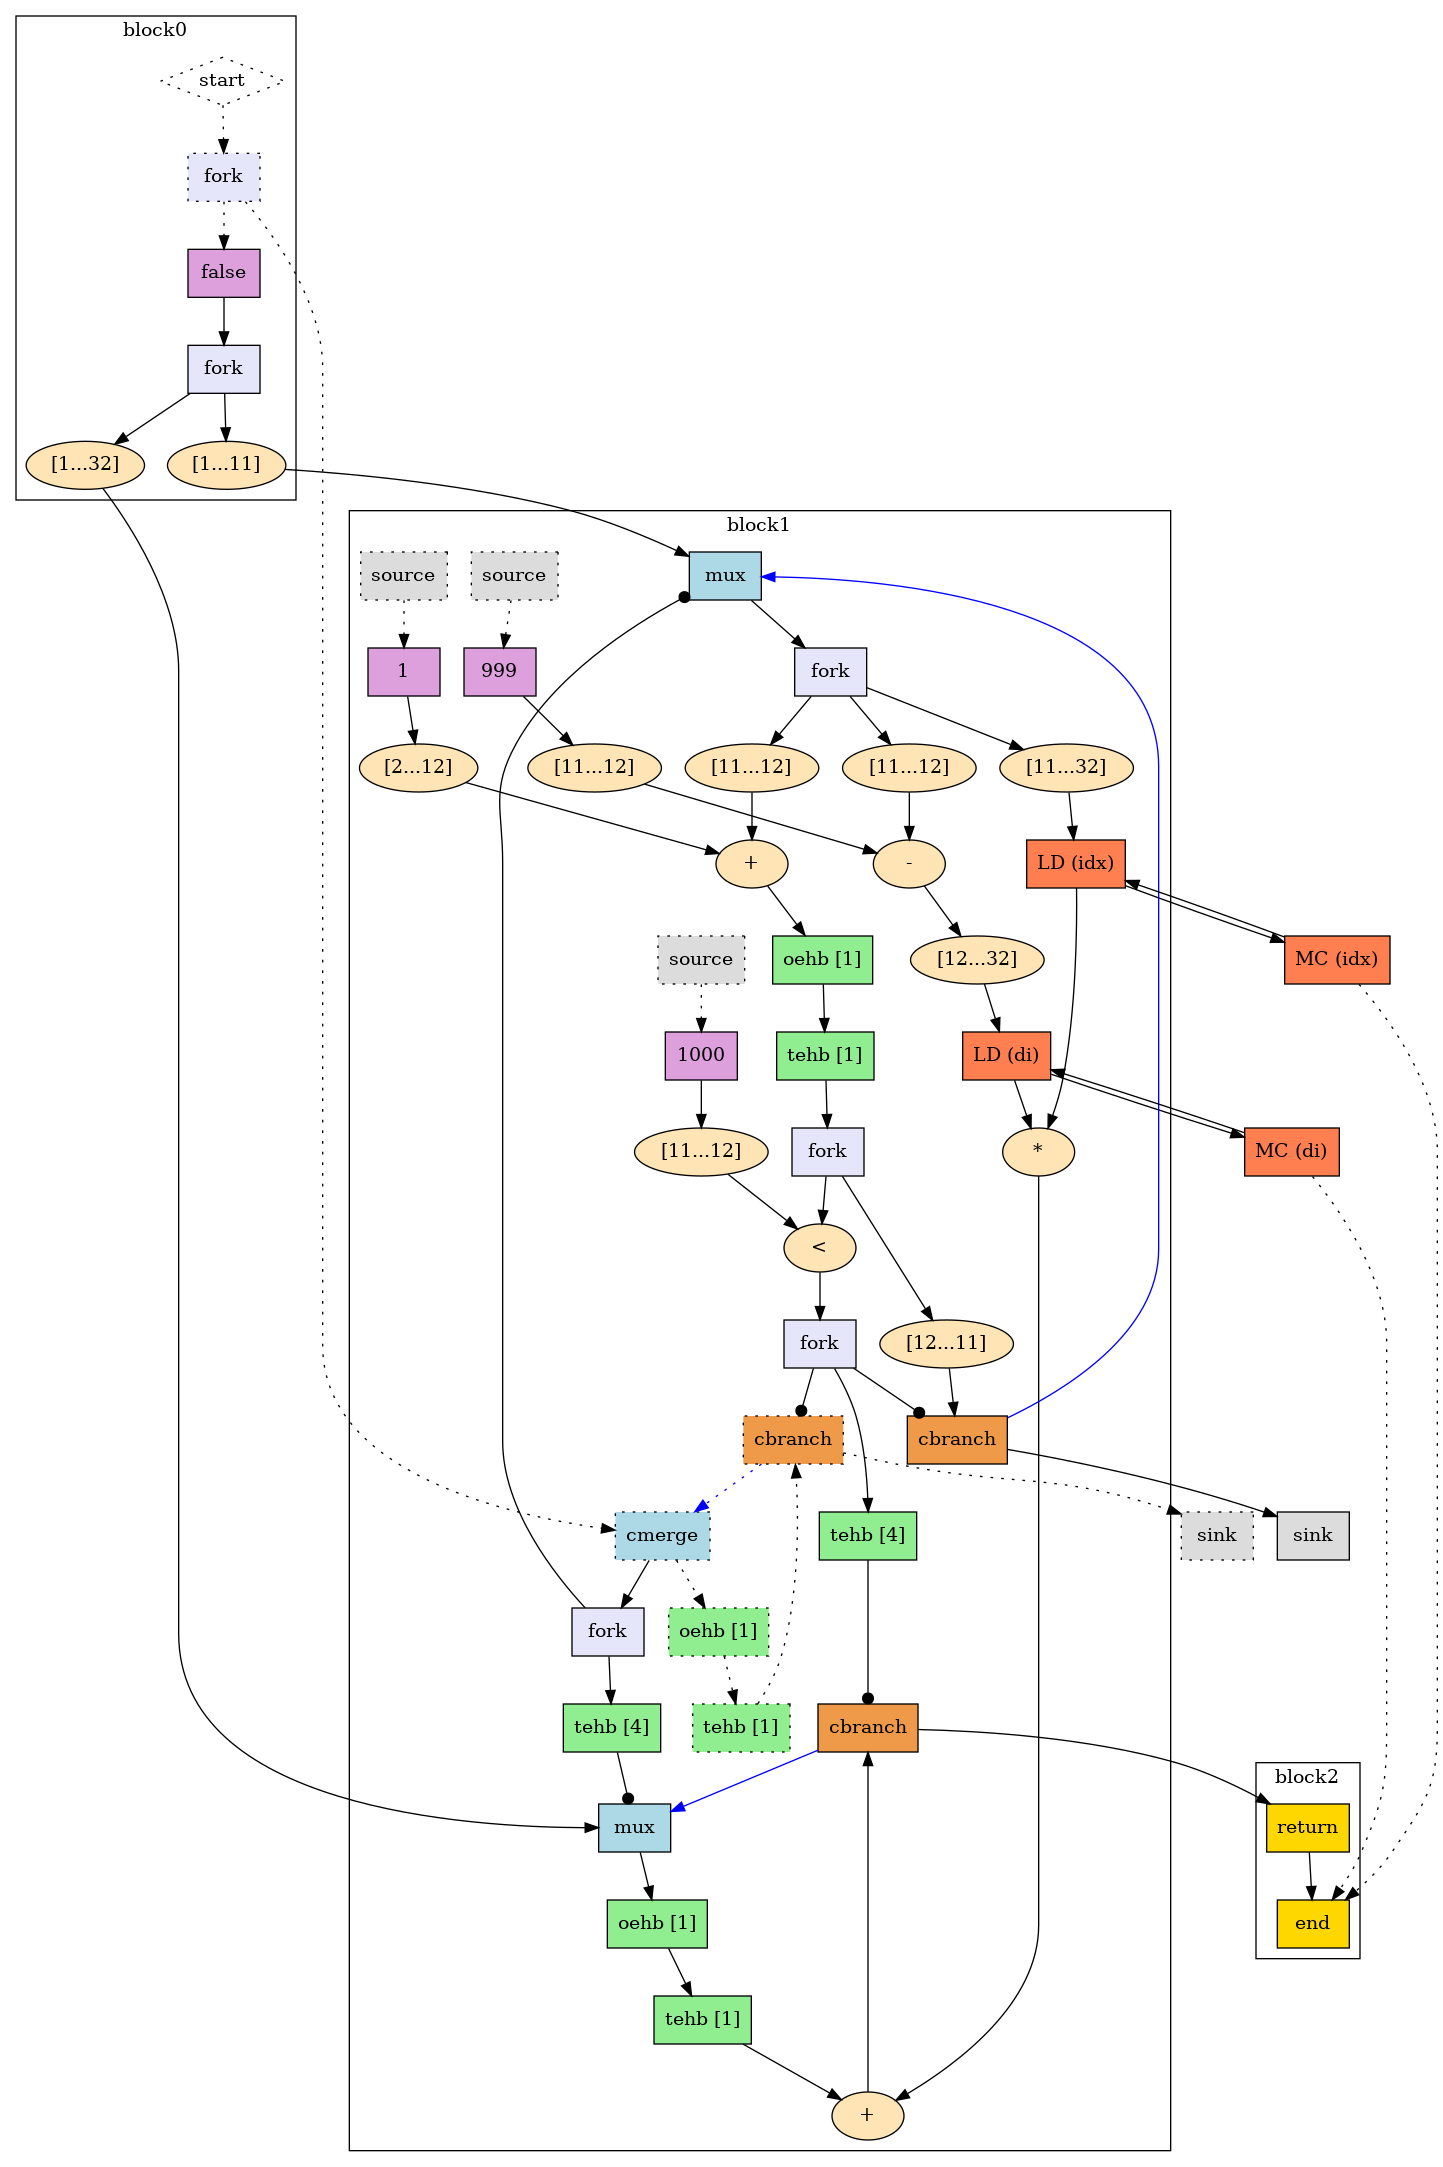 block0
start
fork
false
fork
[1...32]
[1...11]
block1
source
source
mux
1
999
fork
[2...12]
[11...12]
[11...12]
[11...12]
[11...32]
+
-
LD (idx)
source
oehb [1]
[12...32]
MC (idx)
1000
tehb [1]
LD (di)
[11...12]
fork
*
MC (di)
<
fork
[12...11]
cbranch
cbranch
cmerge
tehb [4]
sink
sink
fork
oehb [1]
tehb [4]
tehb [1]
cbranch
block2
mux
return
oehb [1]
end
tehb [1]
+